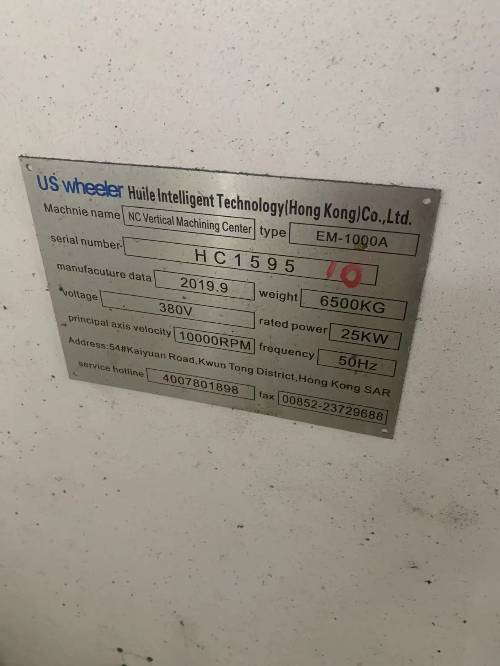 US wheeler Huile Intelligent Technology(Hong Kong)Co.,Ltd.
Machnie name NC Vertical Machining Center type EM-1000A
serial number HC1595 10
manufacuture data 2019.9 weight 6500KG
voltage 380V rated power 25KW
principal axis velocity 10000RPM frequency 50Hz
Address:54#Kaiyuan Road,Kwun Tong District,Hong Kong SAR
service hotline 4007801898 fax 00852-23729688